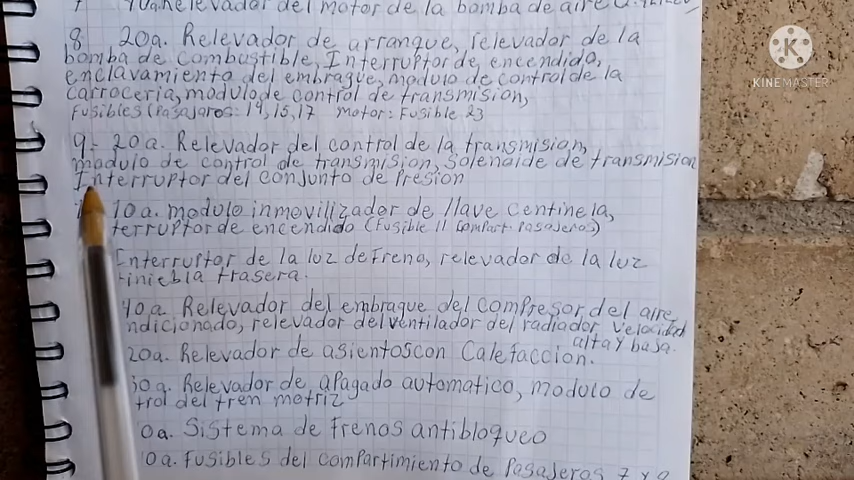 7 40a. Relevador del motor de la bomba de aire
8 20a. Relevador de arranque, relevador de la
bomba de combustible, Interruptor de encendido,
enclavamiento del embrague, modulo de control de la
carroceria, modulo de control de transmision,
Fusibles (Pasajeros: 14, 15, 17 motor: Fusible 23
9- 20a. Relevador del control de la transmision,
modulo de control de transmision, Solenoide de transmision
Interruptor del conjunto de Presion
10a. modulo inmovilizador de llave Centinela,
terruptor de encendido (Fusible 11 Compart. Pasajeros)
Interruptor de la luz de Freno, relevador de la luz
iniebla trasera.
40 a. Relevador del embrague del compresor del aire
ndicionado, relevador del ventilador del radiador Velocidad
alta y baja.
20a. Relevador de asientos con Calefaccion.
30a. Relevador de apagado automatico, modulo de
trol del tren motriz
0a. Sistema de Frenos antibloqueo
0a. Fusibles del compartimiento de Pasajeros 7 y 9
KINEMASTER